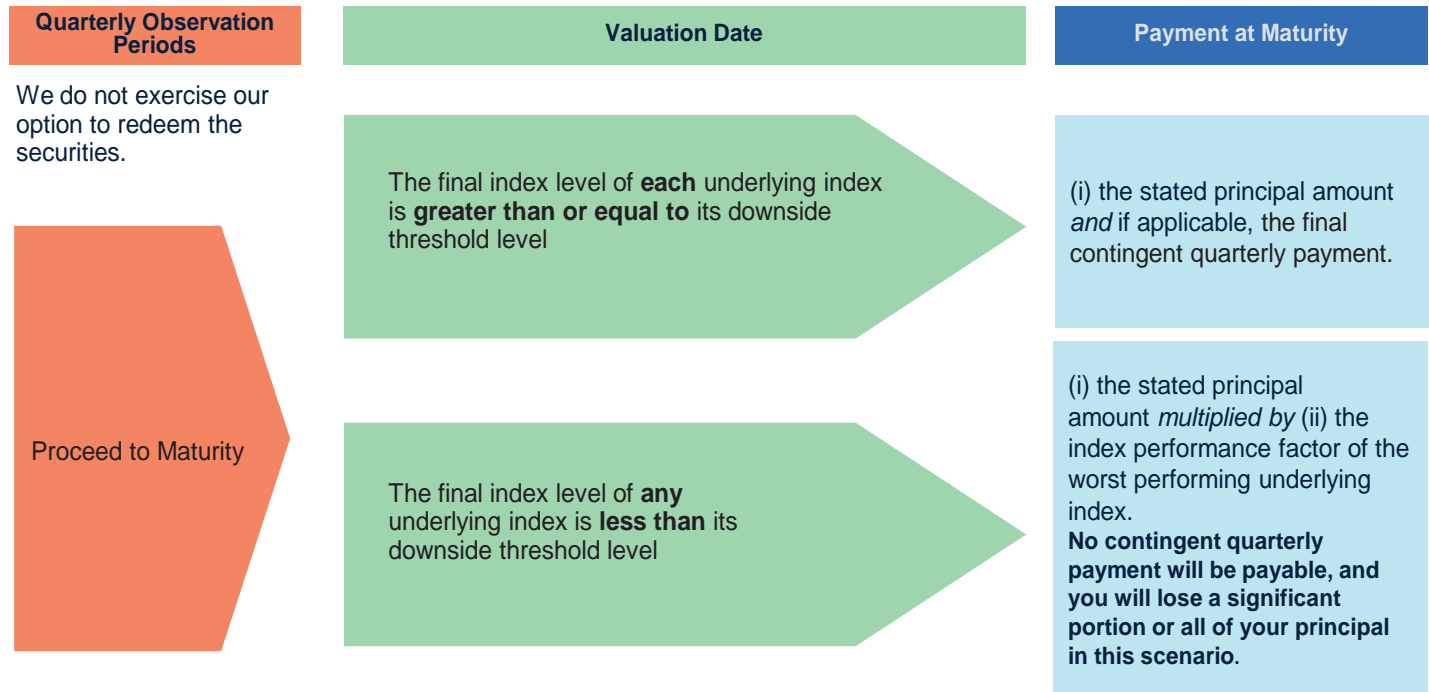 Quarterly Observation
Periods
Valuation Date
Payment at Maturity
We do not exercise our
option to redeem the
securities.
Proceed to Maturity
The final index level of each underlying index
is greater than or equal to its downside
threshold level
(i) the stated principal amount
and if applicable, the final
contingent quarterly payment.
The final index level of any
underlying index is less than its
downside threshold level
(i) the stated principal
amount multiplied by (ii) the
index performance factor of the
worst performing underlying
index.
No contingent quarterly
payment will be payable, and
you will lose a significant
portion or all of your principal
in this scenario.